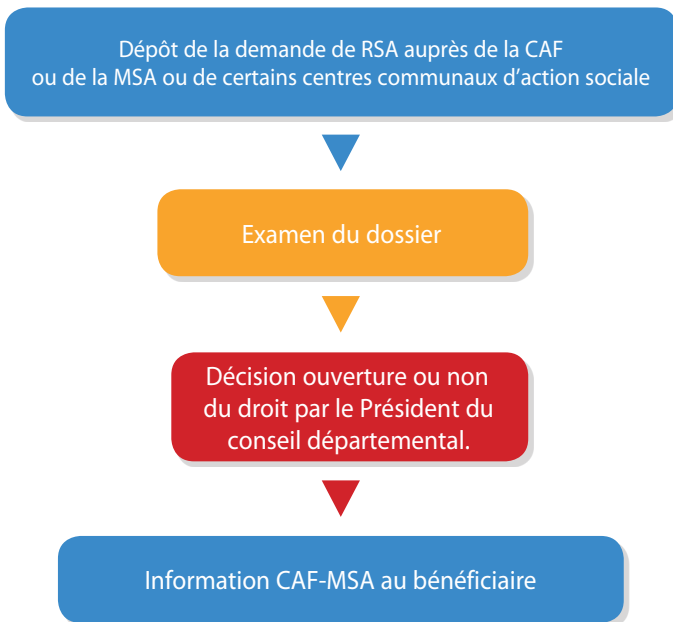 Dépôt de la demande de RSA auprès de la CAF
ou de la MSA ou de certains centres communaux d’action sociale
Examen du dossier
Décision ouverture ou non
du droit par le Président du
conseil départemental.
Information CAF-MSA au bénéficiaire